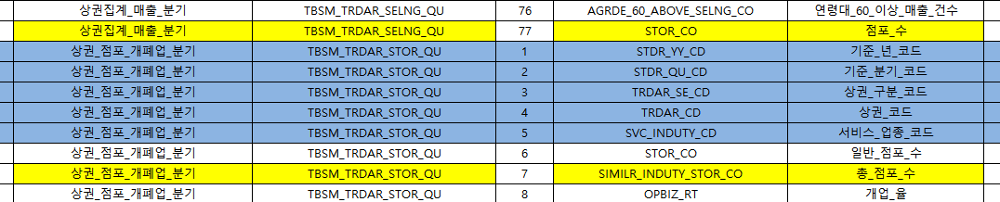 상권집계_매출_분기 TBSM_TRDAR_SELNG_QU 76 AGRDE_60_ABOVE_SELNG_CO 연령대_60_이상_매출_건수
상권집계_매출_분기 TBSM_TRDAR_SELNG_QU 77 STOR_CO 점포_수
상권_점포_개폐업_분기 TBSM_TRDAR_STOR_QU 1 STDR_YY_CD 기준_년_코드
상권_점포_개폐업_분기 TBSM_TRDAR_STOR_QU 2 STDR_QU_CD 기준_분기_코드
상권_점포_개폐업_분기 TBSM_TRDAR_STOR_QU 3 TRDAR_SE_CD 상권_구분_코드
상권_점포_개폐업_분기 TBSM_TRDAR_STOR_QU 4 TRDAR_CD 상권_코드
상권_점포_개폐업_분기 TBSM_TRDAR_STOR_QU 5 SVC_INDUTY_CD 서비스_업종_코드
상권_점포_개폐업_분기 TBSM_TRDAR_STOR_QU 6 STOR_CO 일반_점포_수
상권_점포_개폐업_분기 TBSM_TRDAR_STOR_QU 7 SIMILR_INDUTY_STOR_CO 총_점포_수
상권_점포_개폐업_분기 TBSM_TRDAR_STOR_QU 8 OPBIZ_RT 개업_율